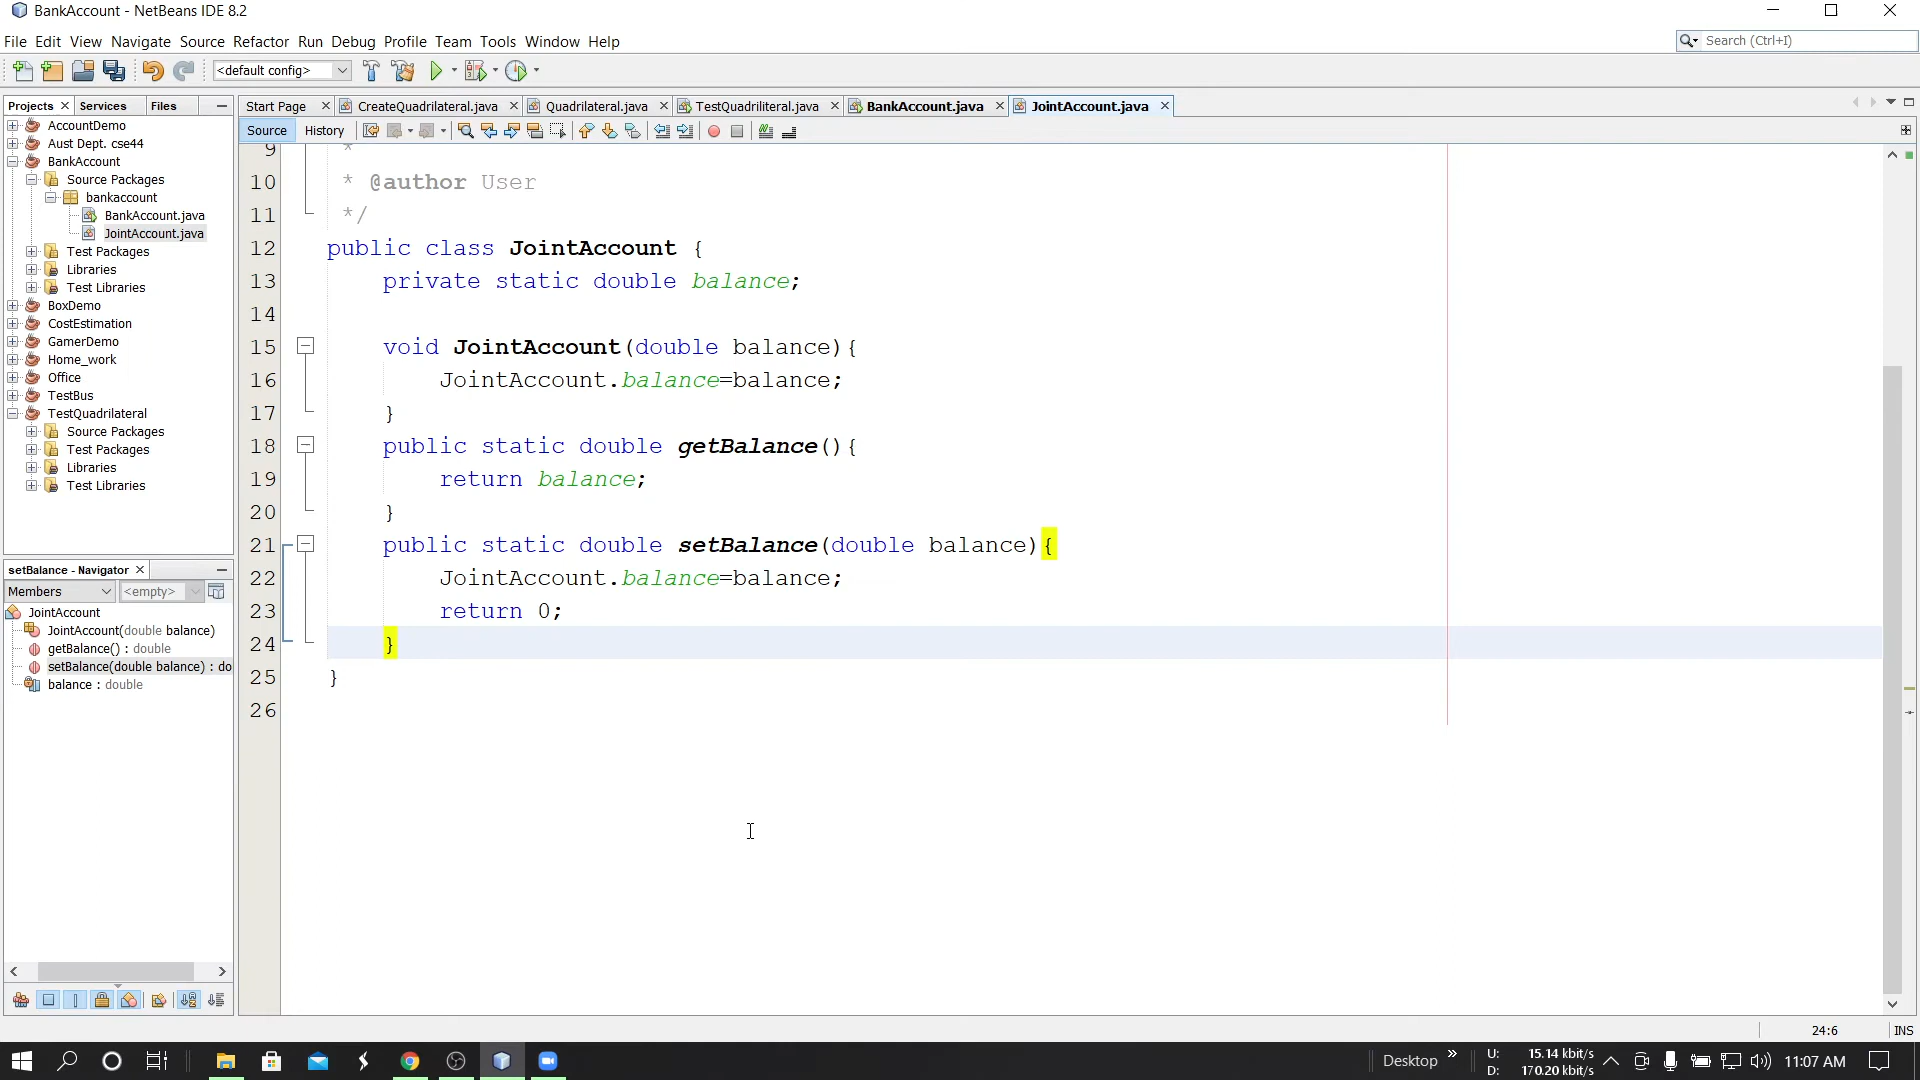 BankAccount - NetBeans IDE 8.2
File Edit View Navigate Source Refactor Run Debug Profile Team Tools Window Help
Search (Ctrl+I)
<default config>
Projects Services Files
Start Page CreateQuadrilateral.java Quadrilateral.java TestQuadriliteral.java BankAccount.java JointAccount.java
Source History
AccountDemo
Aust Dept. cse44
BankAccount
Source Packages
bankaccount
BankAccount.java
JointAccount.java
Test Packages
Libraries
Test Libraries
BoxDemo
CostEstimation
GamerDemo
Home_work
Office
TestBus
TestQuadrilateral
Source Packages
Test Packages
Libraries
Test Libraries
setBalance - Navigator
Members <empty>
JointAccount
JointAccount(double balance)
getBalance() : double
setBalance(double balance) : do
balance : double
9 *
10 * @author User
11 */
12 public class JointAccount {
13 private static double balance;
14
15 void JointAccount(double balance){
16 JointAccount.balance=balance;
17 }
18 public static double getBalance(){
19 return balance;
20 }
21 public static double setBalance(double balance){
22 JointAccount.balance=balance;
23 return 0;
24 }
25 }
26
24:6 INS
Desktop
U: 15.14 kbit/s
D: 170.20 kbit/s
11:07 AM